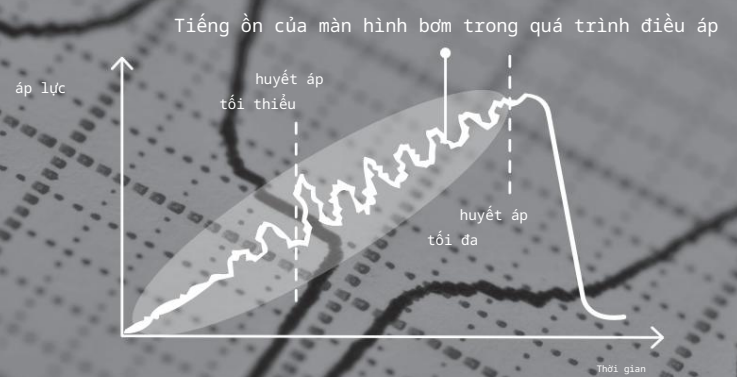 Tiếng ồn của màn hình bơm trong quá trình điều áp
áp lực
huyết áp
tối thiểu
huyết áp
tối đa
Thời gian